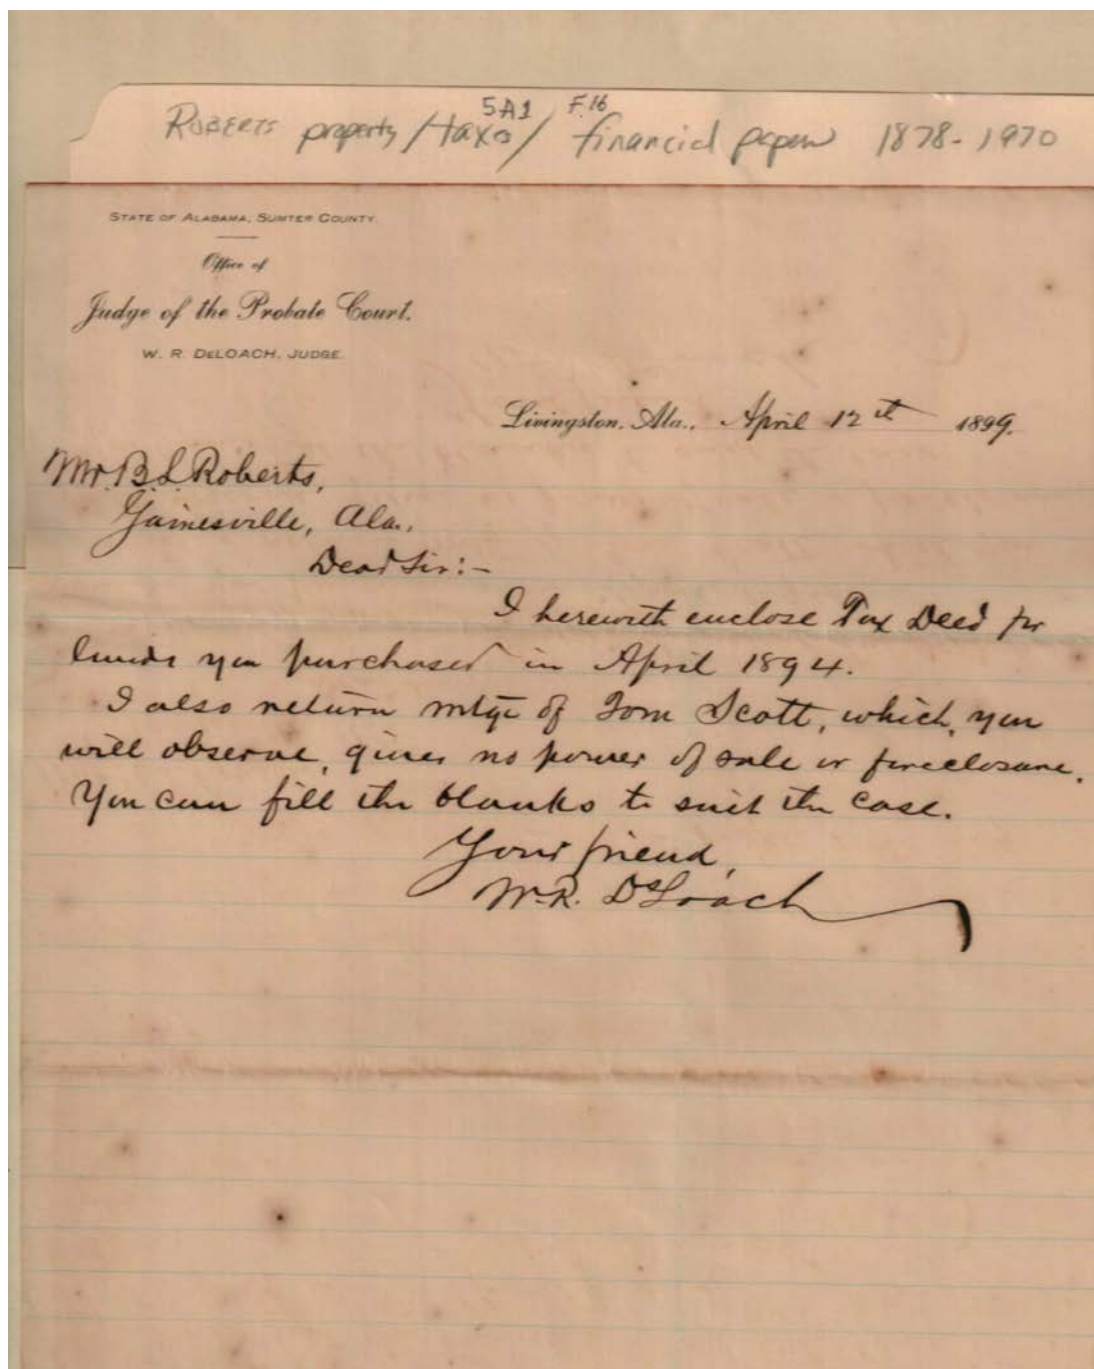 5A1 F.16
ROBERTS property/taxes/ financial papers 1878-1970
STATE OF ALABAMA, SUMTER COUNTY.
Office of
Judge of the Probate Court.
W. R. DELOACH, JUDGE.
Livingston, Ala., April 12th 1899.
Mr. B. L. Roberts,
Gainesville, Ala.,
Dear Sir:-
I herewith enclose Tax Deed for
lands you purchased in April 1894.
I also return mtge of Tom Scott, which, you
will observe, gives no power of sale or foreclosure.
You can fill the blanks to suit the case.
Your friend,
W. R. DeLoach